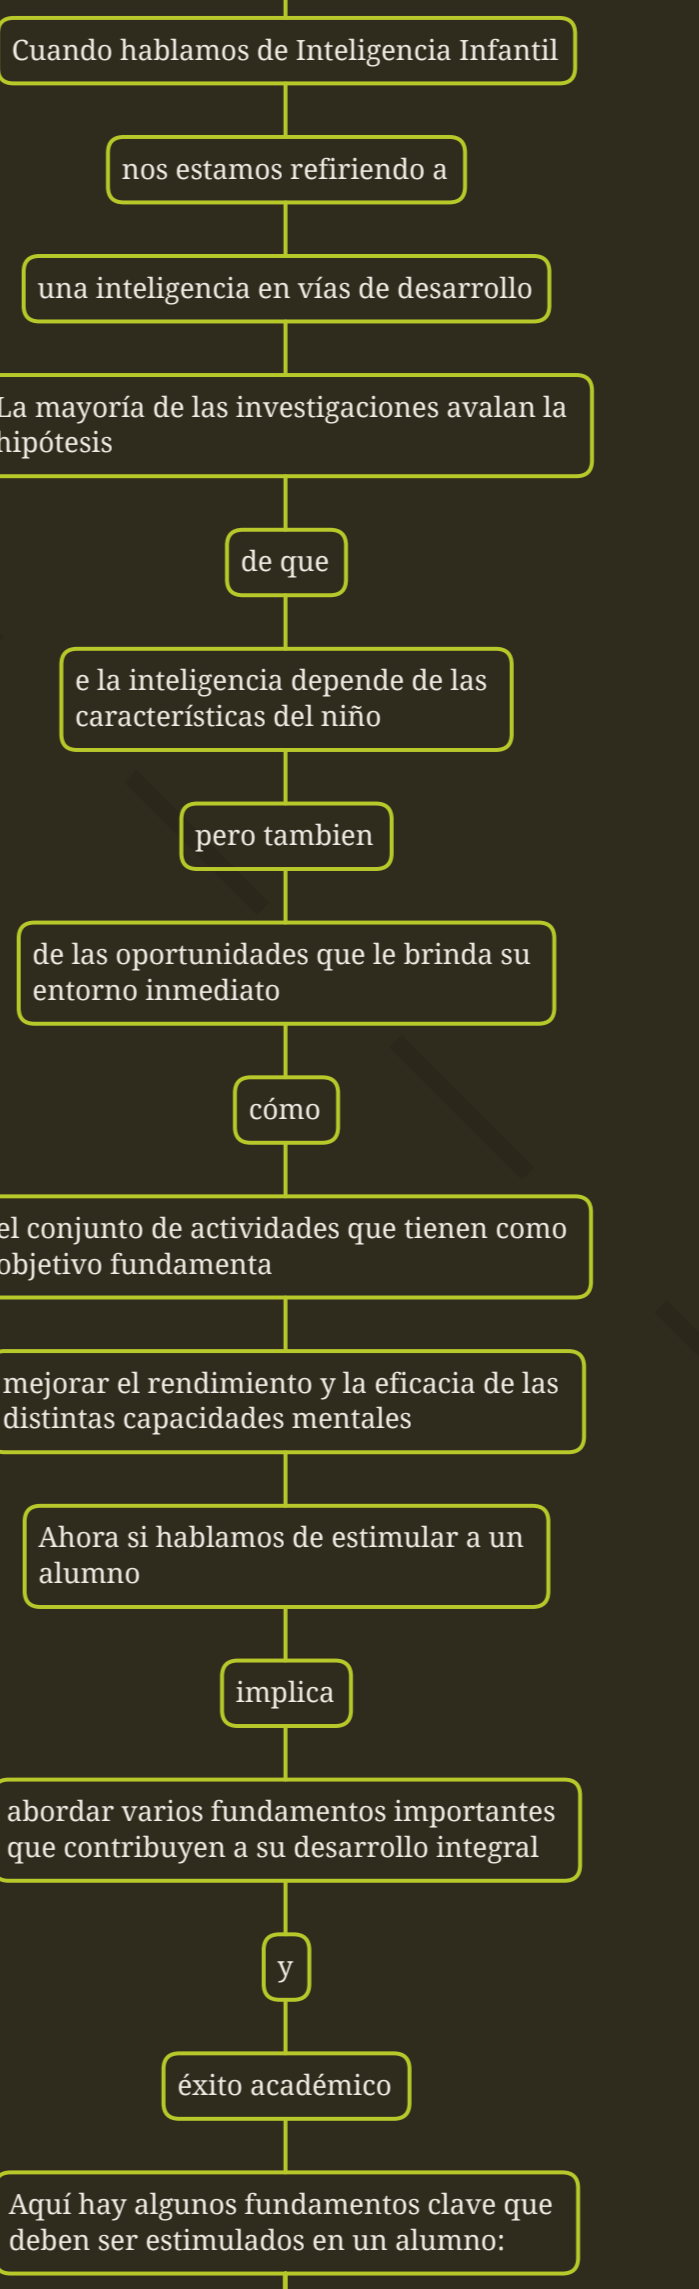 Cuando hablamos de Inteligencia Infantil
nos estamos refiriendo a
una inteligencia en vías de desarrollo
La mayoría de las investigaciones avalan la
hipótesis
de que
e la inteligencia depende de las
características del niño
pero tambien
de las oportunidades que le brinda su
entorno inmediato
cómo
el conjunto de actividades que tienen como
objetivo fundamenta
mejorar el rendimiento y la eficacia de las
distintas capacidades mentales
Ahora si hablamos de estimular a un
alumno
implica
abordar varios fundamentos importantes
que contribuyen a su desarrollo integral
y
éxito académico
Aquí hay algunos fundamentos clave que
deben ser estimulados en un alumno: